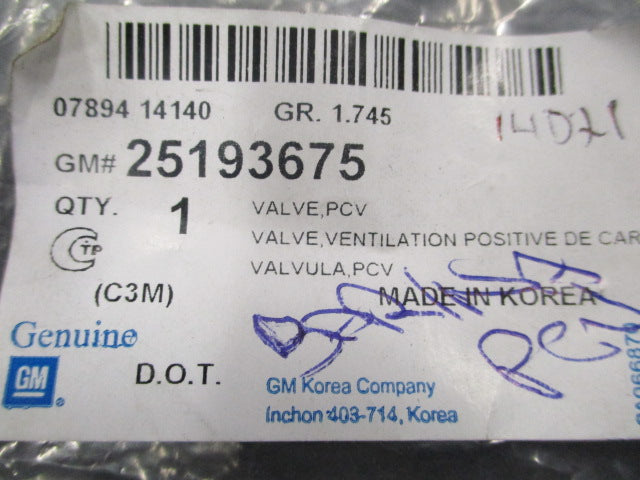 07894 14140 GR. 1.745
14071
GM# 25193675
QTY. 1 VALVE,PCV
VALVE,VENTILATION POSITIVE DE CAR
VALVULA,PCV
(C3M) MADE IN KOREA
Genuine
GM
D.O.T.
GM Korea Company
Inchon 403-714, Korea